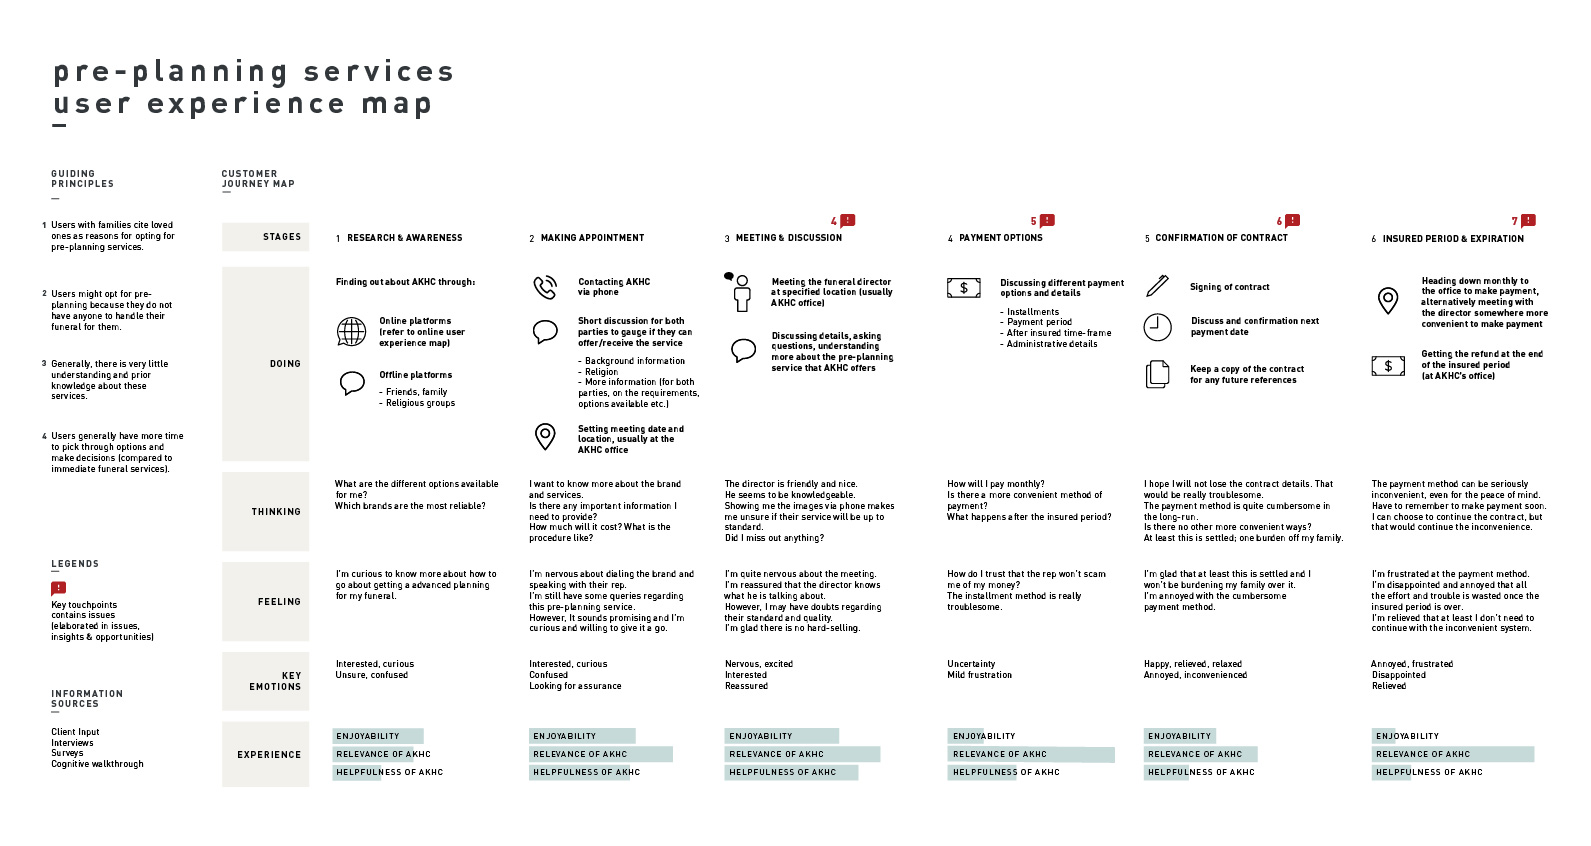 pre-planning services
user experience map
GUIDING
PRINCIPLES
1 Users with families cite loved
ones as reasons for opting for
pre-planning services.
2 Users might opt for pre-
planning because they do not
have anyone to handle their
funeral for them.
3 Generally, there is very little
understanding and prior
knowledge about these
services.
4 Users generally have more time
to pick through options and
make decisions (compared to
immediate funeral services).
LEGENDS
!
Key touchpoints
contains issues
(elaborated in issues,
insights & opportunities)
INFORMATION
SOURCES
Client Input
Interviews
Surveys
Cognitive walkthrough
CUSTOMER
JOURNEY MAP
STAGES
1 RESEARCH & AWARENESS
2 MAKING APPOINTMENT
4 !
3 MEETING & DISCUSSION
5 !
4 PAYMENT OPTIONS
6 !
5 CONFIRMATION OF CONTRACT
7 !
6 INSURED PERIOD & EXPIRATION
DOING
Finding out about AKHC through:
Online platforms
(refer to online user
experience map)
Offline platforms
- Friends, family
- Religious groups
Contacting AKHC
via phone
Short discussion for both
parties to gauge if they can
offer/receive the service
- Background information
- Religion
- More information (for both
parties, on the requirements,
options available etc.)
Setting meeting date and
location, usually at the
AKHC office
Meeting the funeral director
at specified location (usually
AKHC office)
Discussing details, asking
questions, understanding
more about the pre-planning
service that AKHC offers
$
Discussing different payment
options and details
- Installments
- Payment period
- After insured time-frame
- Administrative details
Signing of contract
Discuss and confirmation next
payment date
Keep a copy of the contract
for any future references
Heading down monthly to
the office to make payment,
alternatively meeting with
the director somewhere more
convenient to make payment
$
Getting the refund at the end
of the insured period
(at AKHC's office)
THINKING
What are the different options available
for me?
Which brands are the most reliable?
I want to know more about the brand
and services.
Is there any important information I
need to provide?
How much will it cost? What is the
procedure like?
The director is friendly and nice.
He seems to be knowledgeable.
Showing me the images via phone makes
me unsure if their service will be up to
standard.
Did I miss out anything?
How will I pay monthly?
Is there a more convenient method of
payment?
What happens after the insured period?
I hope I will not lose the contract details. That
would be really troublesome.
The payment method is quite cumbersome in
the long-run.
Is there no other more convenient ways?
At least this is settled; one burden off my family.
The payment method can be seriously
inconvenient, even for the peace of mind.
Have to remember to make payment soon.
I can choose to continue the contract, but
that would continue the inconvenience.
FEELING
I'm curious to know more about how to
go about getting a advanced planning
for my funeral.
I'm nervous about dialing the brand and
speaking with their rep.
I'm still have some queries regarding
this pre-planning service.
However, It sounds promising and I'm
curious and willing to give it a go.
I'm quite nervous about the meeting.
I'm reassured that the director knows
what he is talking about.
However, I may have doubts regarding
their standard and quality.
I'm glad there is no hard-selling.
How do I trust that the rep won't scam
me of my money?
The installment method is really
troublesome.
I'm glad that at least this is settled and I
won't be burdening my family over it.
I'm annoyed with the cumbersome
payment method.
I'm frustrated at the payment method.
I'm disappointed and annoyed that all
the effort and trouble is wasted once the
insured period is over.
I'm relieved that at least I don't need to
continue with the inconvenient system.
KEY
EMOTIONS
Interested, curious
Unsure, confused
Interested, curious
Confused
Looking for assurance
Nervous, excited
Interested
Reassured
Uncertainty
Mild frustration
Happy, relieved, relaxed
Annoyed, inconvenienced
Annoyed, frustrated
Disappointed
Relieved
EXPERIENCE
ENJOYABILITY
RELEVANCE OF AKHC
HELPFULNESS OF AKHC
ENJOYABILITY
RELEVANCE OF AKHC
HELPFULNESS OF AKHC
ENJOYABILITY
RELEVANCE OF AKHC
HELPFULNESS OF AKHC
ENJOYABILITY
RELEVANCE OF AKHC
HELPFULNESS OF AKHC
ENJOYABILITY
RELEVANCE OF AKHC
HELPFULNESS OF AKHC
ENJOYABILITY
RELEVANCE OF AKHC
HELPFULNESS OF AKHC